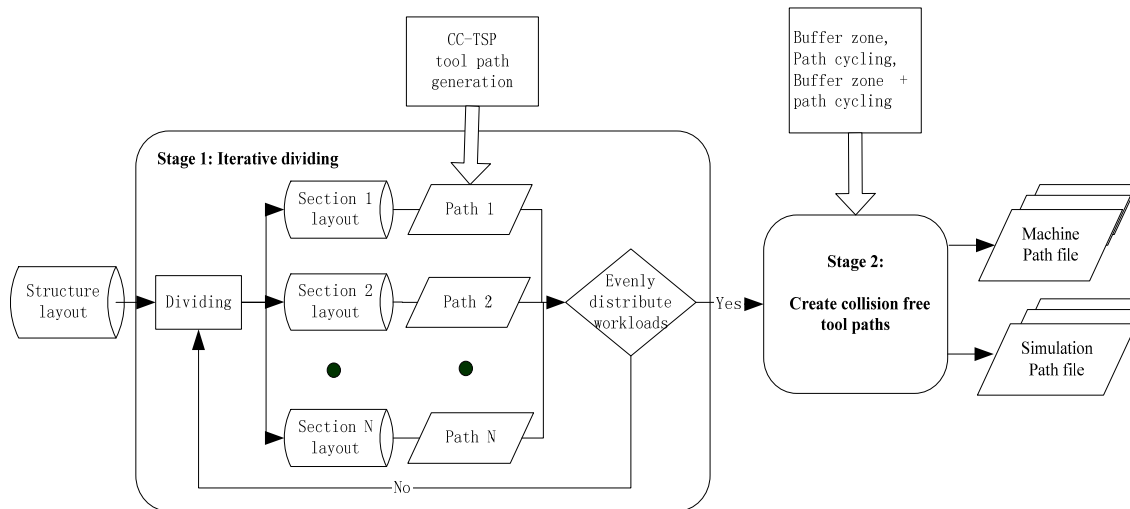 CC-TSP
tool path
generation
Buffer zone,
Path cycling,
Buffer zone +
path cycling
Stage 1: Iterative dividing
Section 1
layout
Path 1
Structure
layout
Dividing
Section 2
layout
Path 2
Evenly
distribute
workloads
Yes
Section N
layout
Path N
No
Stage 2:
Create collision free
tool paths
Machine
Path file
Simulation
Path file